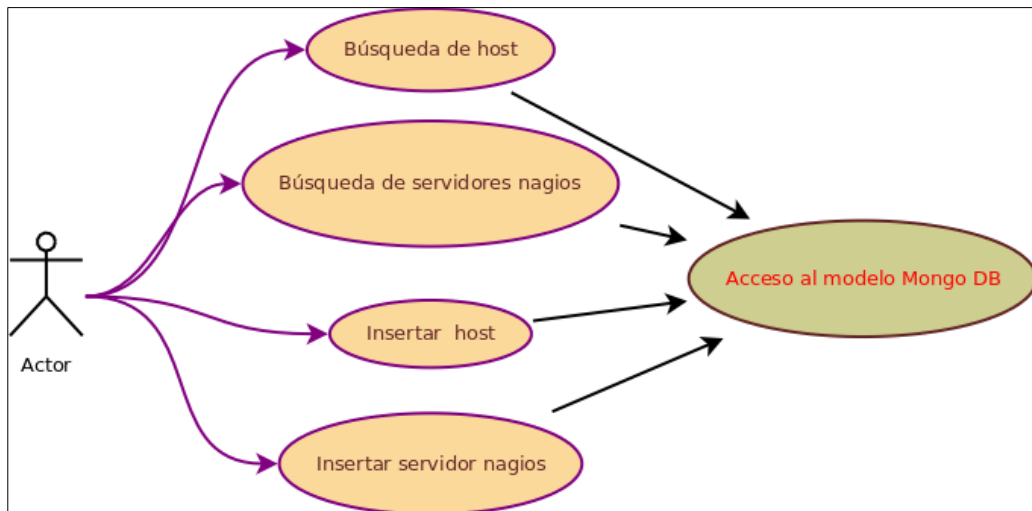 Búsqueda de host
Búsqueda de servidores nagios
Acceso al modelo Mongo DB
Insertar host
Actor
Insertar servidor nagios